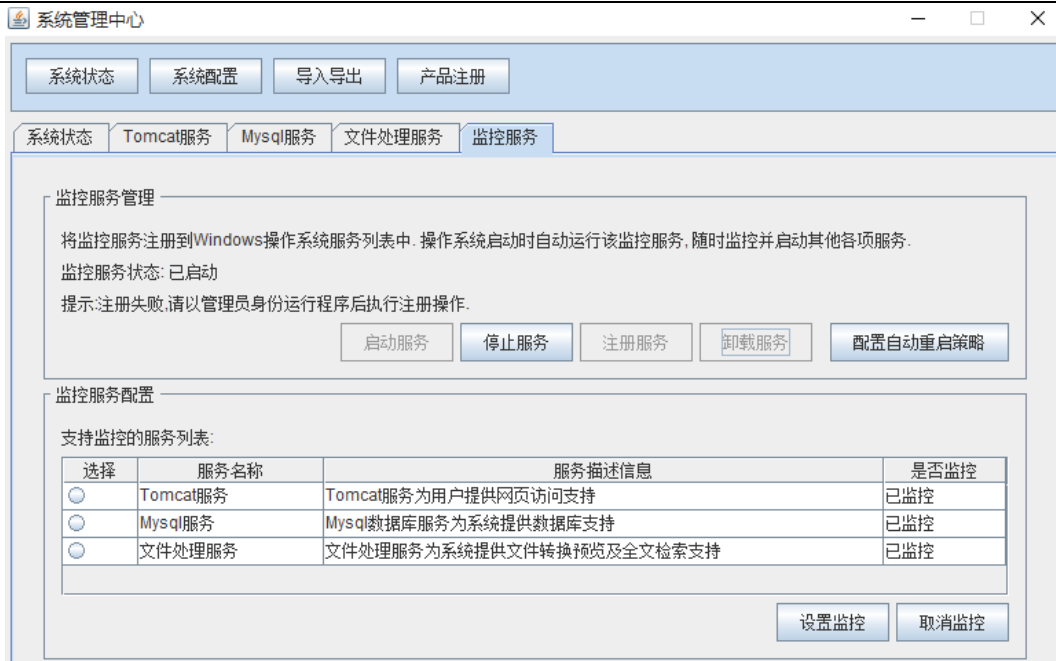 系统管理中心
系统状态 系统配置 导入导出 产品注册
系统状态 Tomcat服务 Mysql服务 文件处理服务 监控服务
监控服务管理
将监控服务注册到Windows操作系统服务列表中. 操作系统启动时自动运行该监控服务, 随时监控并启动其他各项服务.
监控服务状态: 已启动
提示:注册失败,请以管理员身份运行程序后执行注册操作.
启动服务 停止服务 注册服务 卸载服务 配置自动重启策略
监控服务配置
支持监控的服务列表:
选择 服务名称 服务描述信息 是否监控
Tomcat服务 Tomcat服务为用户提供网页访问支持 已监控
Mysql服务 Mysql数据库服务为系统提供数据库支持 已监控
文件处理服务 文件处理服务为系统提供文件转换预览及全文检索支持 已监控
设置监控 取消监控